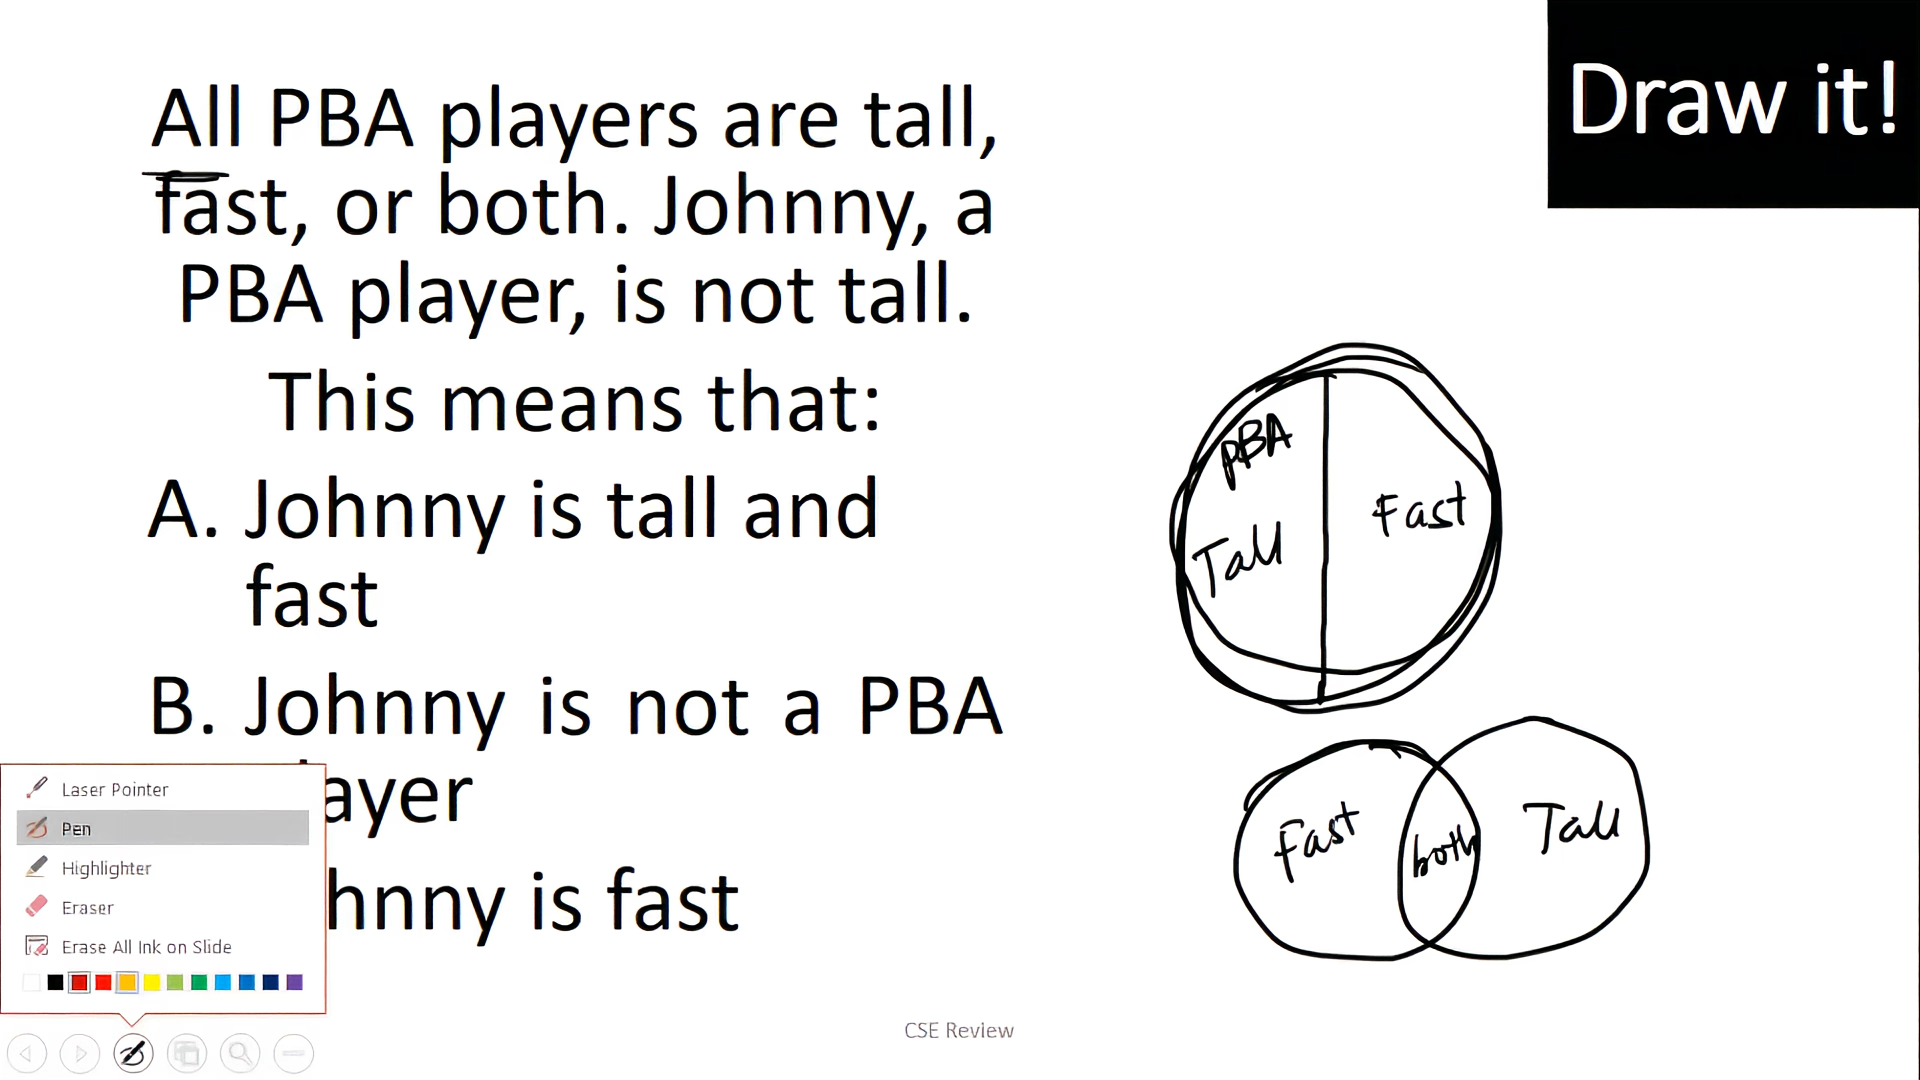 Draw it!
All PBA players are tall,
fast, or both. Johnny, a
PBA player, is not tall.
This means that:
A. Johnny is tall and
fast
B. Johnny is not a PBA
ayer
hnny is fast
PBA
Tall
Fast
Fast
both
Tall
Laser Pointer
Pen
Highlighter
Eraser
Erase All Ink on Slide
CSE Review